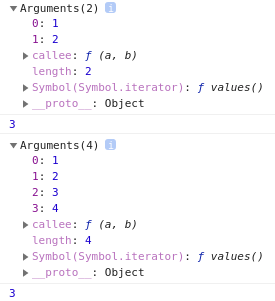 Arguments(2) i
0: 1
1: 2
callee: ƒ (a, b)
length: 2
Symbol(Symbol.iterator): ƒ values()
__proto__: Object
3
Arguments(4) i
0: 1
1: 2
2: 3
3: 4
callee: ƒ (a, b)
length: 4
Symbol(Symbol.iterator): ƒ values()
__proto__: Object
3